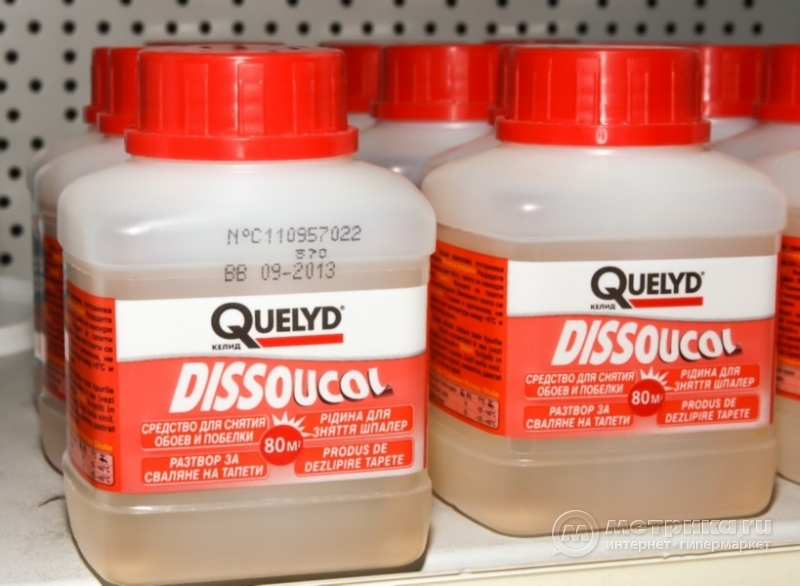 N°C110957022
BB 09-2013
QUELYD
КЕЛИД
DISSOUCOL
СРЕДСТВО ДЛЯ СНЯТИЯ
ОБОЕВ И ПОБЕЛКИ
РІДИНА ДЛЯ
ЗНЯТТЯ ШПАЛЕР
80 М²
РАЗТВОР ЗА
СВАЛЯНЕ НА ТАПЕТИ
PRODUS DE
DEZLIPIRE TAPETE
QUELYD
КЕЛИД
DISSOUCOL
СРЕДСТВО ДЛЯ СНЯТИЯ
ОБОЕВ И ПОБЕЛКИ
РІДИНА ДЛЯ
ЗНЯТТЯ ШПАЛЕР
80 М²
РАЗТВОР ЗА
СВАЛЯНЕ НА ТАПЕТИ
PRODUS DE
DEZLIPIRE TAPETE
м метрика.ru
интернет-гипермаркет